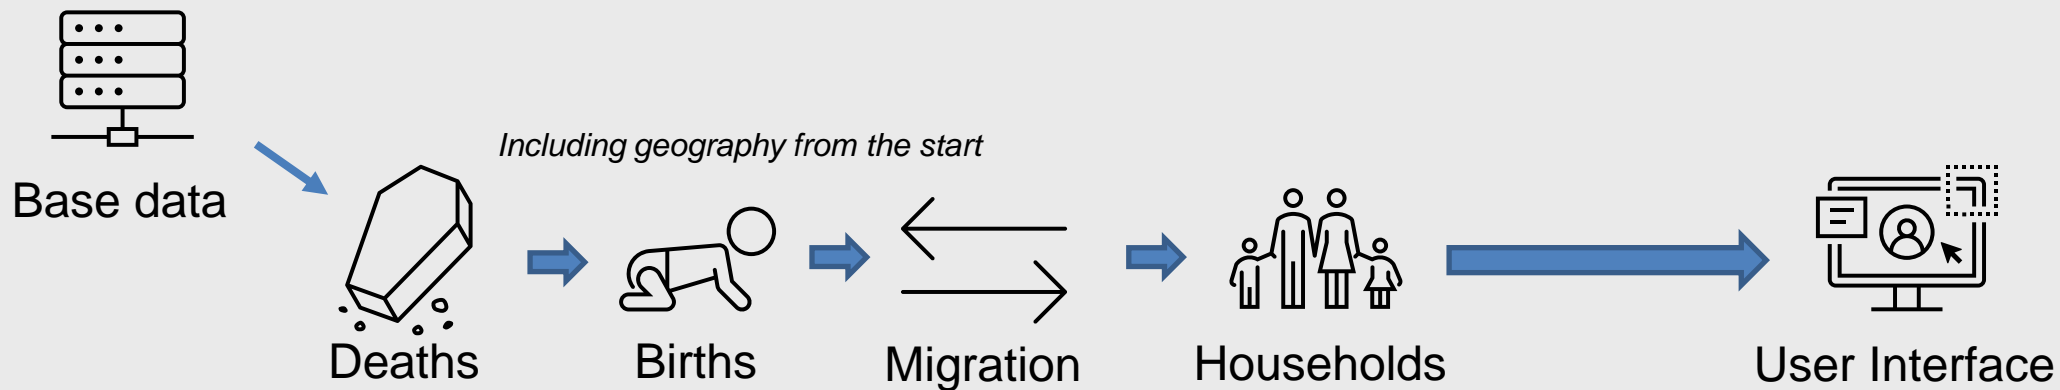 Base data
Including geography from the start
Deaths
Births
Migration
Households
User Interface